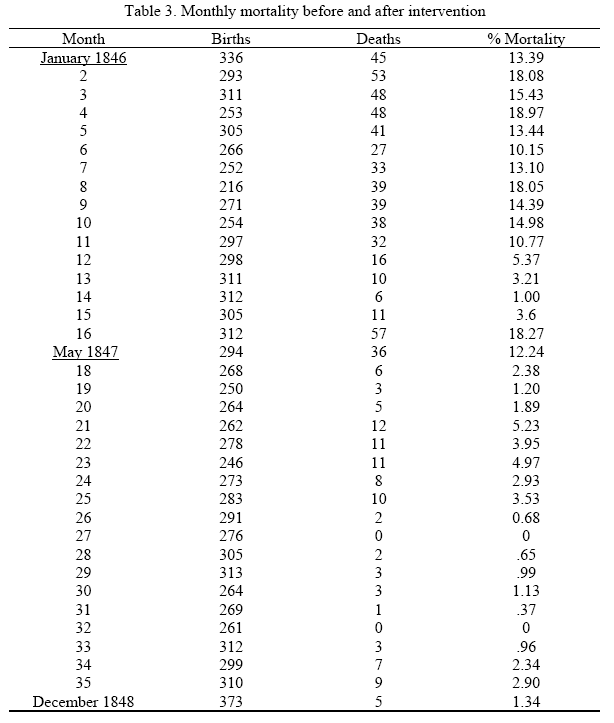 Table 3. Monthly mortality before and after intervention
Month Births Deaths % Mortality
January 1846 336 45 13.39
2 293 53 18.08
3 311 48 15.43
4 253 48 18.97
5 305 41 13.44
6 266 27 10.15
7 252 33 13.10
8 216 39 18.05
9 271 39 14.39
10 254 38 14.98
11 297 32 10.77
12 298 16 5.37
13 311 10 3.21
14 312 6 1.00
15 305 11 3.6
16 312 57 18.27
May 1847 294 36 12.24
18 268 6 2.38
19 250 3 1.20
20 264 5 1.89
21 262 12 5.23
22 278 11 3.95
23 246 11 4.97
24 273 8 2.93
25 283 10 3.53
26 291 2 0.68
27 276 0 0
28 305 2 .65
29 313 3 .99
30 264 3 1.13
31 269 1 .37
32 261 0 0
33 312 3 .96
34 299 7 2.34
35 310 9 2.90
December 1848 373 5 1.34